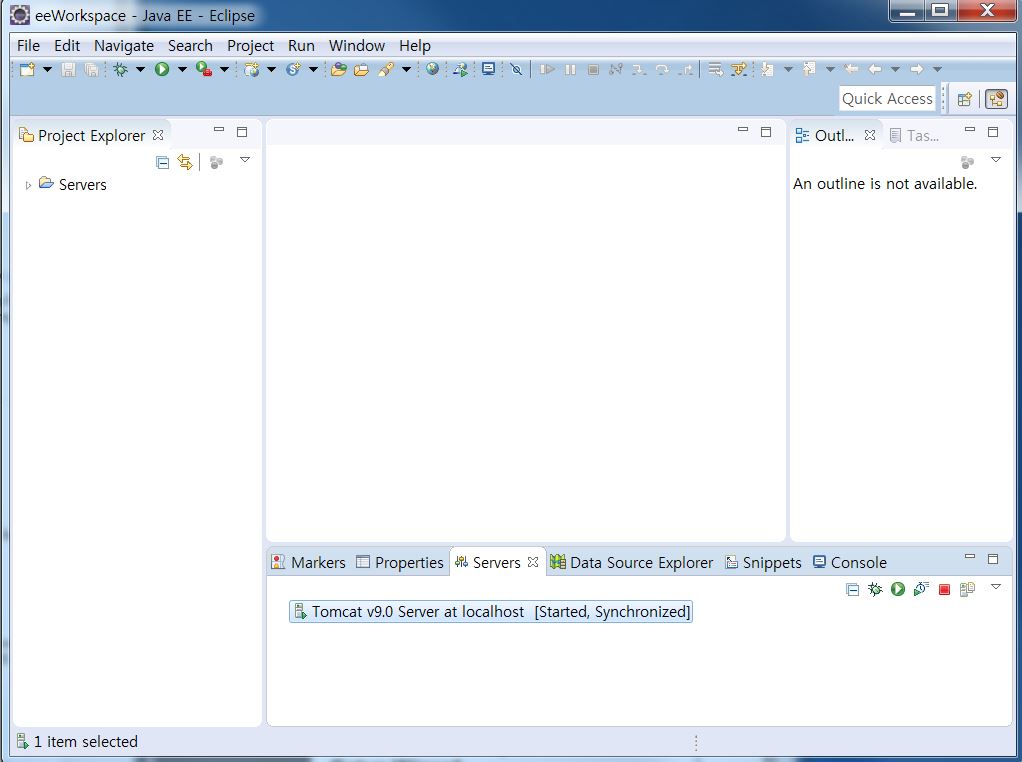 eeWorkspace - Java EE - Eclipse
File Edit Navigate Search Project Run Window Help
Quick Access
Project Explorer
Outl... Tas...
Servers
An outline is not available.
Markers Properties Servers Data Source Explorer Snippets Console
Tomcat v9.0 Server at localhost [Started, Synchronized]
1 item selected